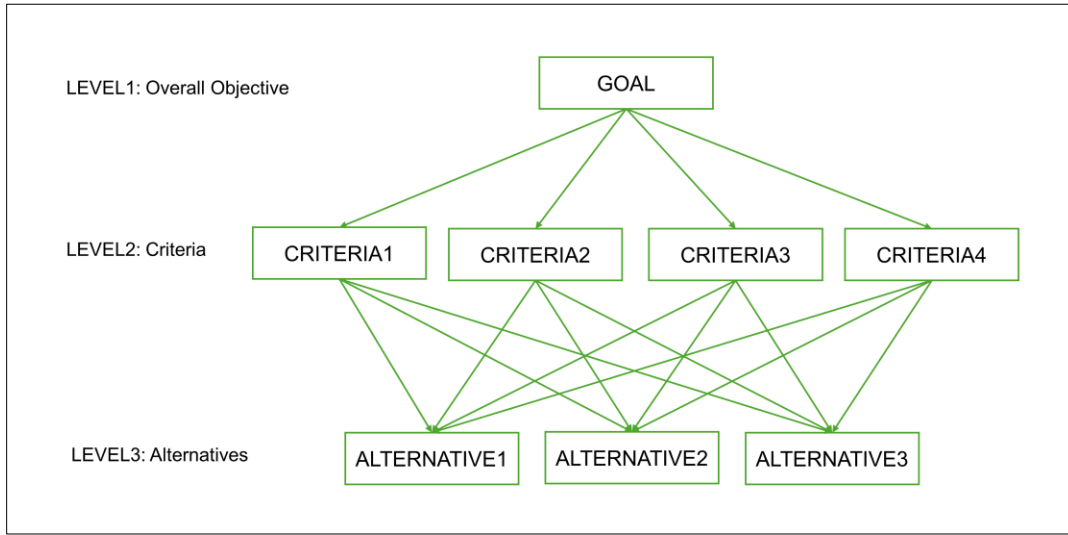 LEVEL1: Overall Objective
GOAL
LEVEL2: Criteria
CRITERIA1
CRITERIA2
CRITERIA3
CRITERIA4
LEVEL3: Alternatives
ALTERNATIVE1
ALTERNATIVE2
ALTERNATIVE3